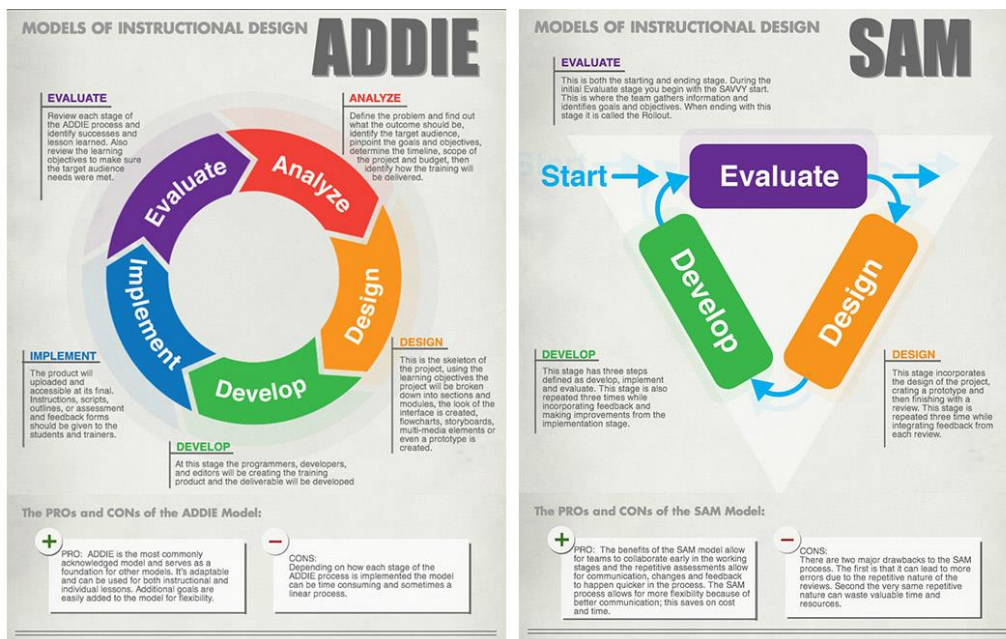 MODELS OF INSTRUCTIONAL DESIGN
ADDIE
EVALUATE
Review each stage of
the ADDIE process and
identify successes and
lesson learned. Also
review the learning
objectives to make sure
the target audience
needs were met.
ANALYZE
Define the problem and find out
what the outcome should be,
identify the target audience,
pinpoint the goals and objectives,
determine the timeline, scope of
the project and budget, then
identify how the training will
be delivered.
Evaluate
Analyze
Implement
Design
Develop
IMPLEMENT
The product will
uploaded and
accessible at its final.
Instructions, scripts,
outlines, or assessment
and feedback forms
should be given to the
students and trainers.
DESIGN
This is the skeleton of
the project, using the
learning objectives the
project will be broken
down into sections and
modules, the look of the
interface is created,
flowcharts, storyboards,
multi-media elements or
even a prototype is
created.
DEVELOP
At this stage the programmers, developers,
and editors will be creating the training
product and the deliverable will be developed
The PROs and CONs of the ADDIE Model:
PRO: ADDIE is the most commonly
acknowledged model and serves as a
foundation for other models. It's adaptable
and can be used for both instructional and
individual lessons. Additional goals are
easily added to the model for flexibility.
CONS:
Depending on how each stage of the
ADDIE process is implemented the model
can be time consuming and sometimes a
linear process.
MODELS OF INSTRUCTIONAL DESIGN
SAM
EVALUATE
This is both the starting and ending stage. During the
initial Evaluate stage you begin with the SAVVY start.
This is where the team gathers information and
identifies goals and objectives. When ending with this
stage it is called the Rollout.
Start
Evaluate
Develop
Design
DEVELOP
This stage has three steps
defined as develop, implement
and evaluate. This stage is also
repeated three times while
incorporating feedback and
making improvements from the
implementation stage.
DESIGN
This stage incorporates
the design of the project,
crating a prototype and
then finishing with a
review. This stage is
repeated three time while
integrating feedback from
each review.
The PROs and CONs of the SAM Model:
PRO: The benefits of the SAM model allow
for teams to collaborate early in the working
stages and the repetitive assessments allow
for communication, changes and feedback
to happen quicker in the process. The SAM
process allows for more flexibility because of
better communication; this saves on cost
and time.
CONS:
There are two major drawbacks to the SAM
process. The first is that it can lead to more
errors due to the repetitive nature of the
reviews. Second the very same repetitive
nature can waste valuable time and
resources.